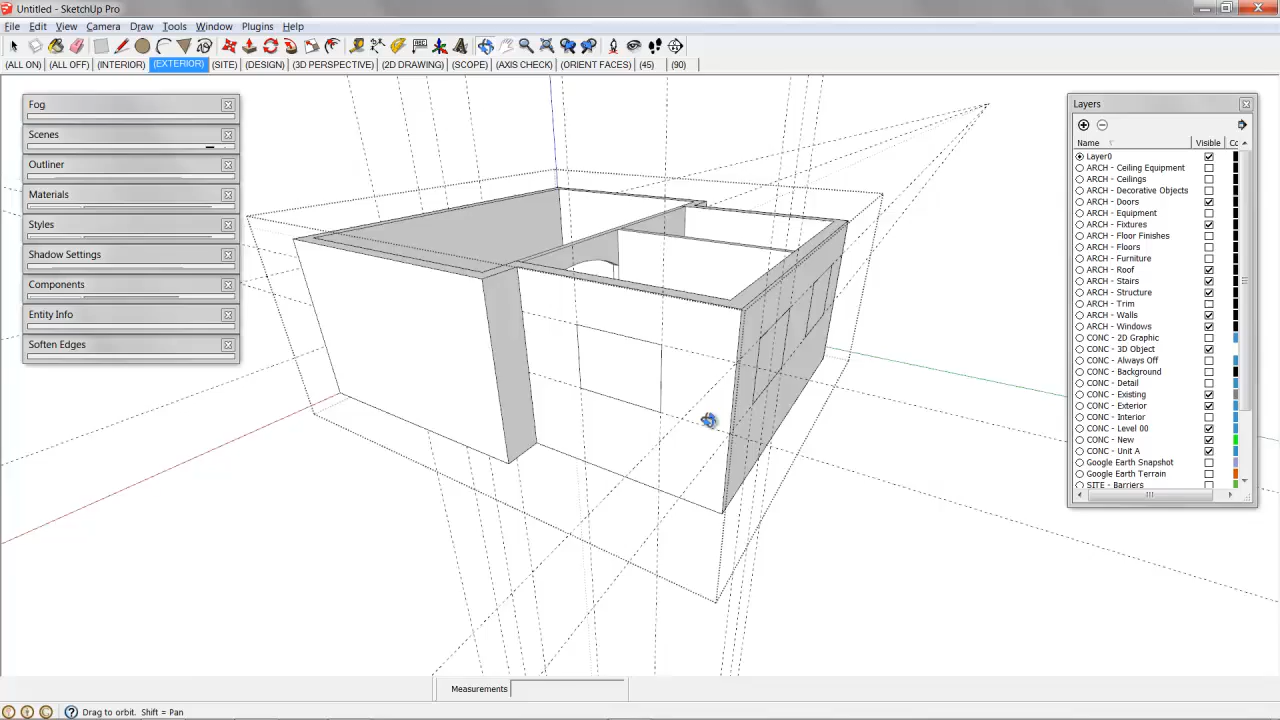 Untitled - SketchUp Pro
File Edit View Camera Draw Tools Window Plugins Help
(ALL ON) (ALL OFF) (INTERIOR) (EXTERIOR) (SITE) (DESIGN) (3D PERSPECTIVE) (2D DRAWING) (SCOPE) (AXIS CHECK) (ORIENT FACES) (45) (90)
Fog
Scenes
Outliner
Materials
Styles
Shadow Settings
Components
Entity Info
Soften Edges
Layers
Name Visible Co
Layer0
ARCH - Ceiling Equipment
ARCH - Ceilings
ARCH - Decorative Objects
ARCH - Doors
ARCH - Equipment
ARCH - Fixtures
ARCH - Floor Finishes
ARCH - Floors
ARCH - Furniture
ARCH - Roof
ARCH - Stairs
ARCH - Structure
ARCH - Trim
ARCH - Walls
ARCH - Windows
CONC - 2D Graphic
CONC - 3D Object
CONC - Always Off
CONC - Background
CONC - Detail
CONC - Existing
CONC - Exterior
CONC - Interior
CONC - Level 00
CONC - New
CONC - Unit A
Google Earth Snapshot
Google Earth Terrain
SITE - Barriers
Measurements
Drag to orbit. Shift = Pan